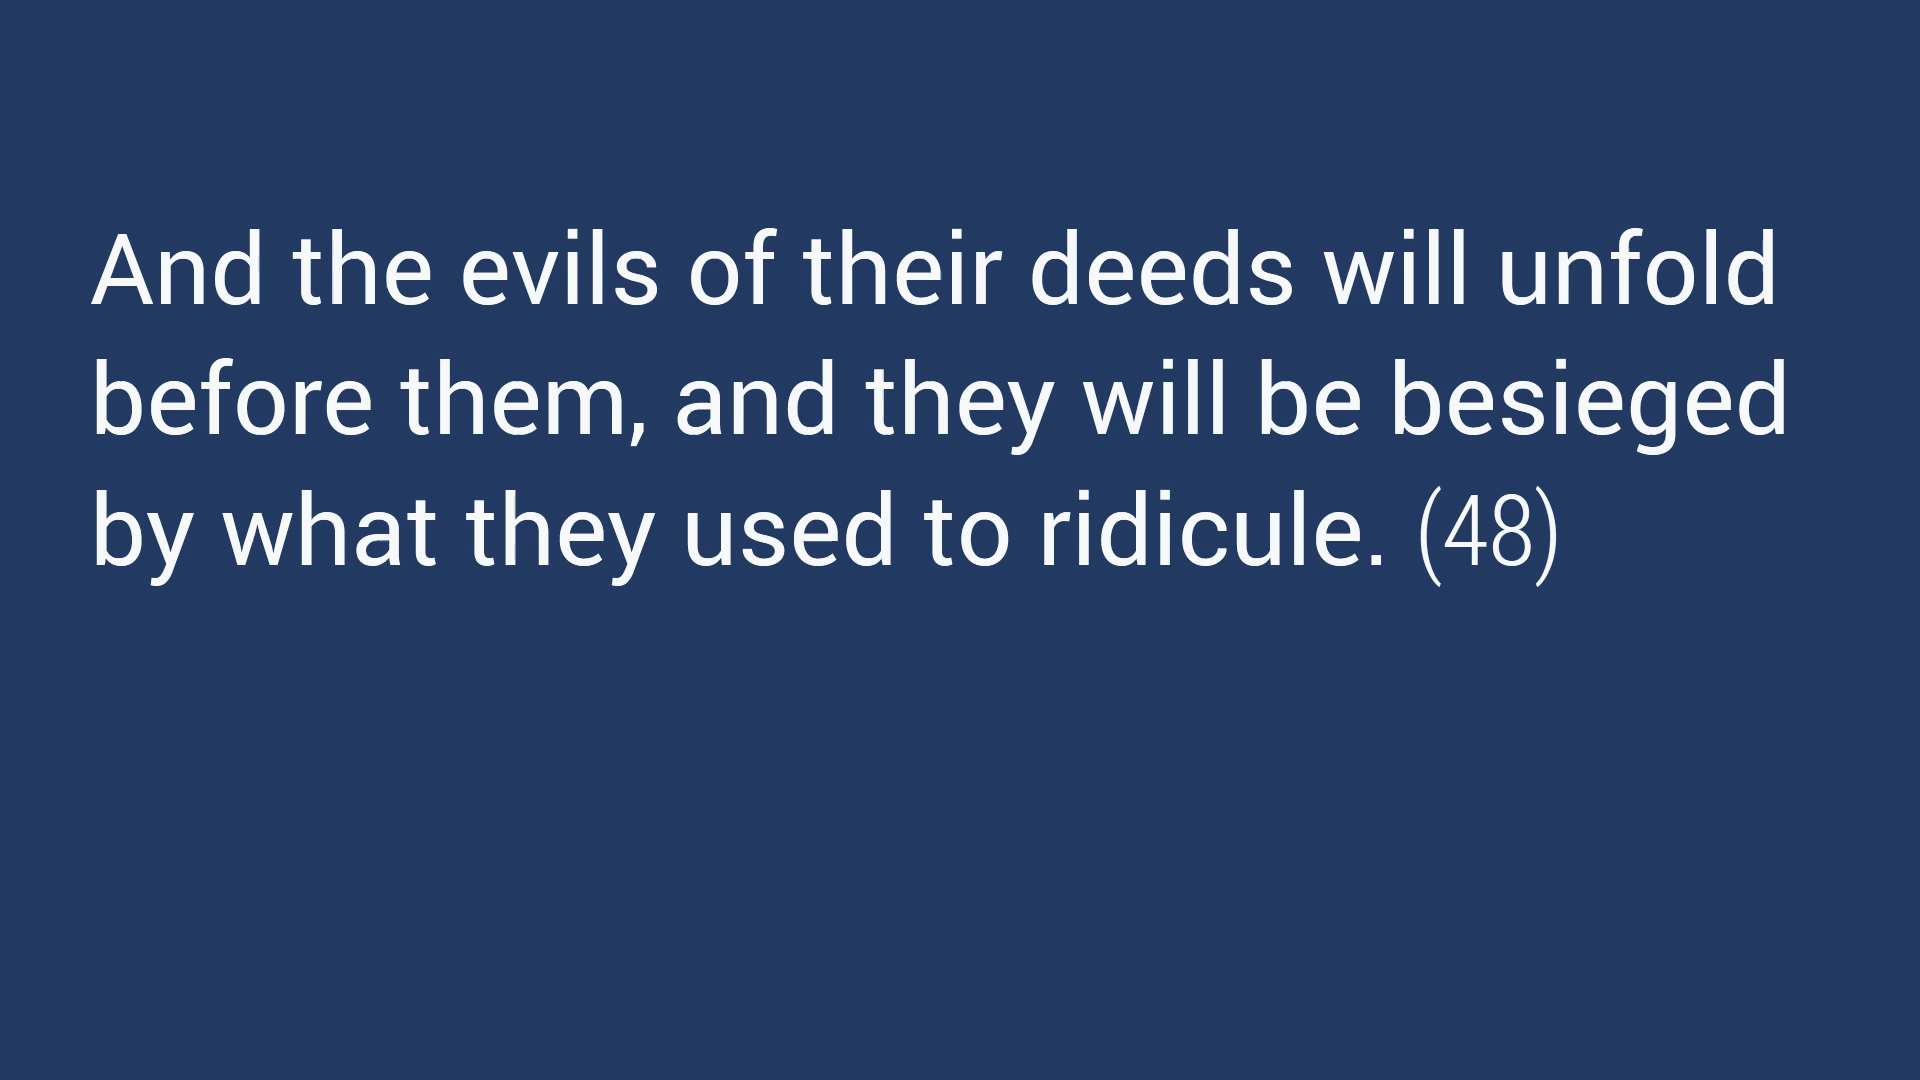 And the evils of their deeds will unfold
before them, and they will be besieged
by what they used to ridicule. (48)